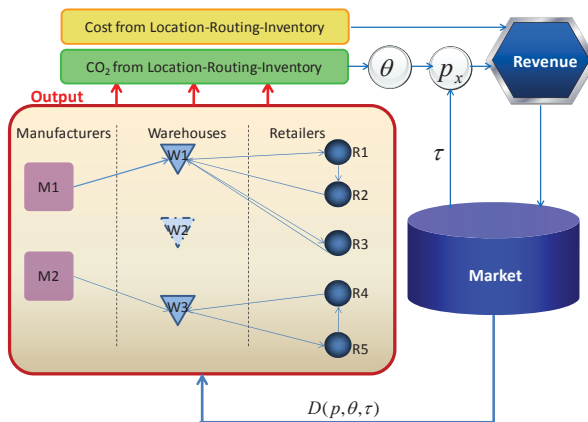 Cost from Location-Routing-Inventory
CO₂ from Location-Routing-Inventory
θ
pₓ
Revenue
Output
Manufacturers
Warehouses
Retailers
W1
R1
τ
M1
R2
W2
R3
M2
Market
W3
R4
R5
D(p,θ,τ)